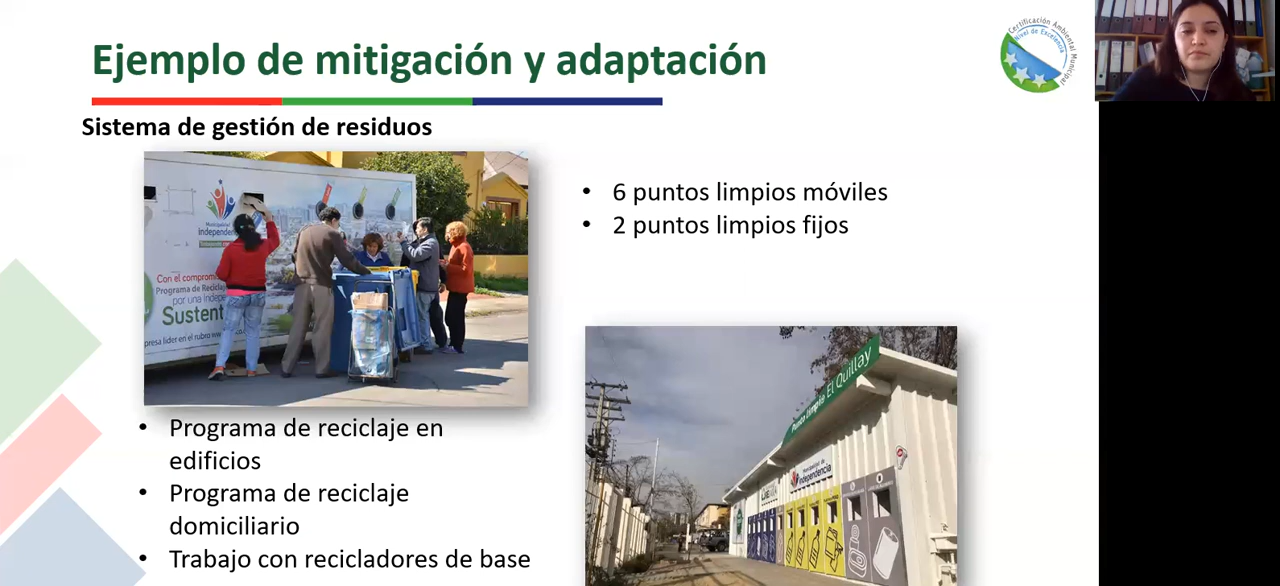 Ejemplo de mitigación y adaptación
Certificación Ambiental Municipal
Nivel de Excelencia
Sistema de gestión de residuos
Municipalidad
Independencia
Con el compromiso
Programa de Reciclaje
por una Indepe
Sustent
• 6 puntos limpios móviles
• 2 puntos limpios fijos
Punto limpio El Quillay
Municipalidad de
Independencia
• Programa de reciclaje en
edificios
• Programa de reciclaje
domiciliario
• Trabajo con recicladores de base